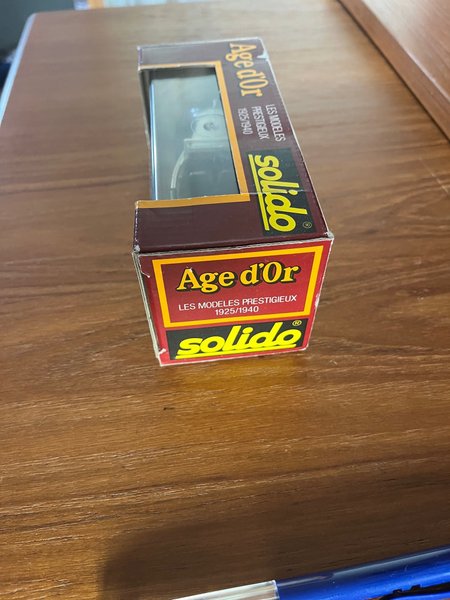 Age d'Or
LES MODELES
PRESTIGIEUX
1925/1940
solido®
Age d'Or
LES MODELES PRESTIGIEUX
1925/1940
solido®